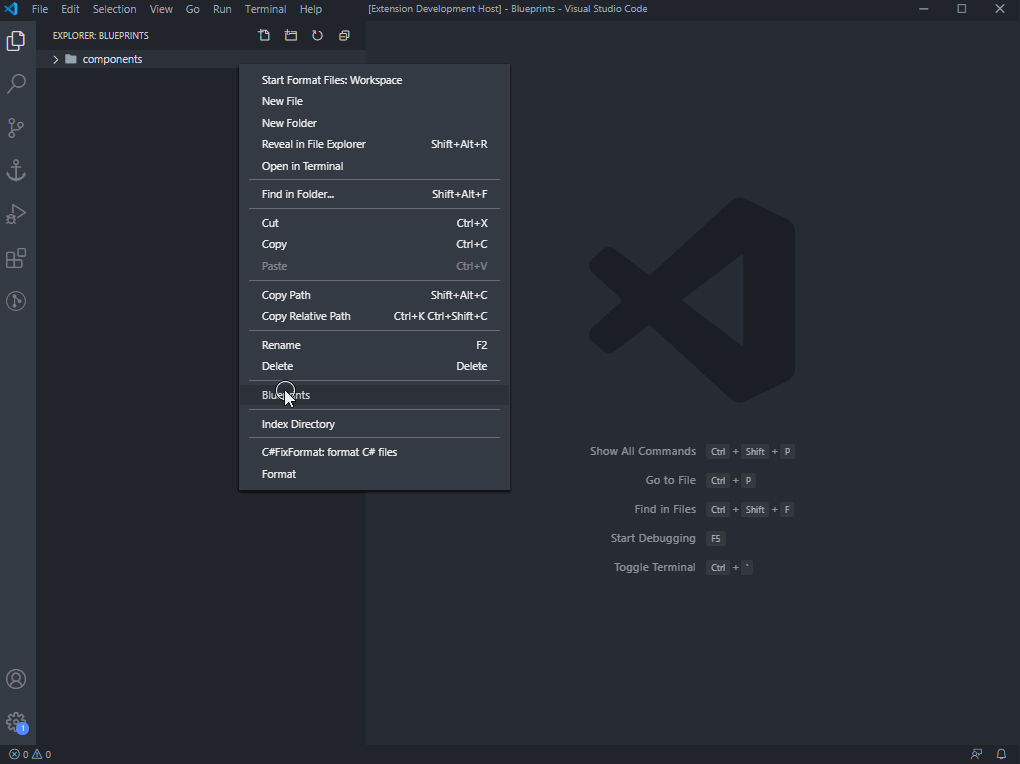 File Edit Selection View Go Run Terminal Help [Extension Development Host] - Blueprints - Visual Studio Code
EXPLORER: BLUEPRINTS
components
Start Format Files: Workspace
New File
New Folder
Reveal in File Explorer Shift+Alt+R
Open in Terminal
Find in Folder... Shift+Alt+F
Cut Ctrl+X
Copy Ctrl+C
Paste Ctrl+V
Copy Path Shift+Alt+C
Copy Relative Path Ctrl+K Ctrl+Shift+C
Rename F2
Delete Delete
Blueprints
Index Directory
C#FixFormat: format C# files
Format
Show All Commands Ctrl + Shift + P
Go to File Ctrl + P
Find in Files Ctrl + Shift + F
Start Debugging F5
Toggle Terminal Ctrl + `
1
0 0